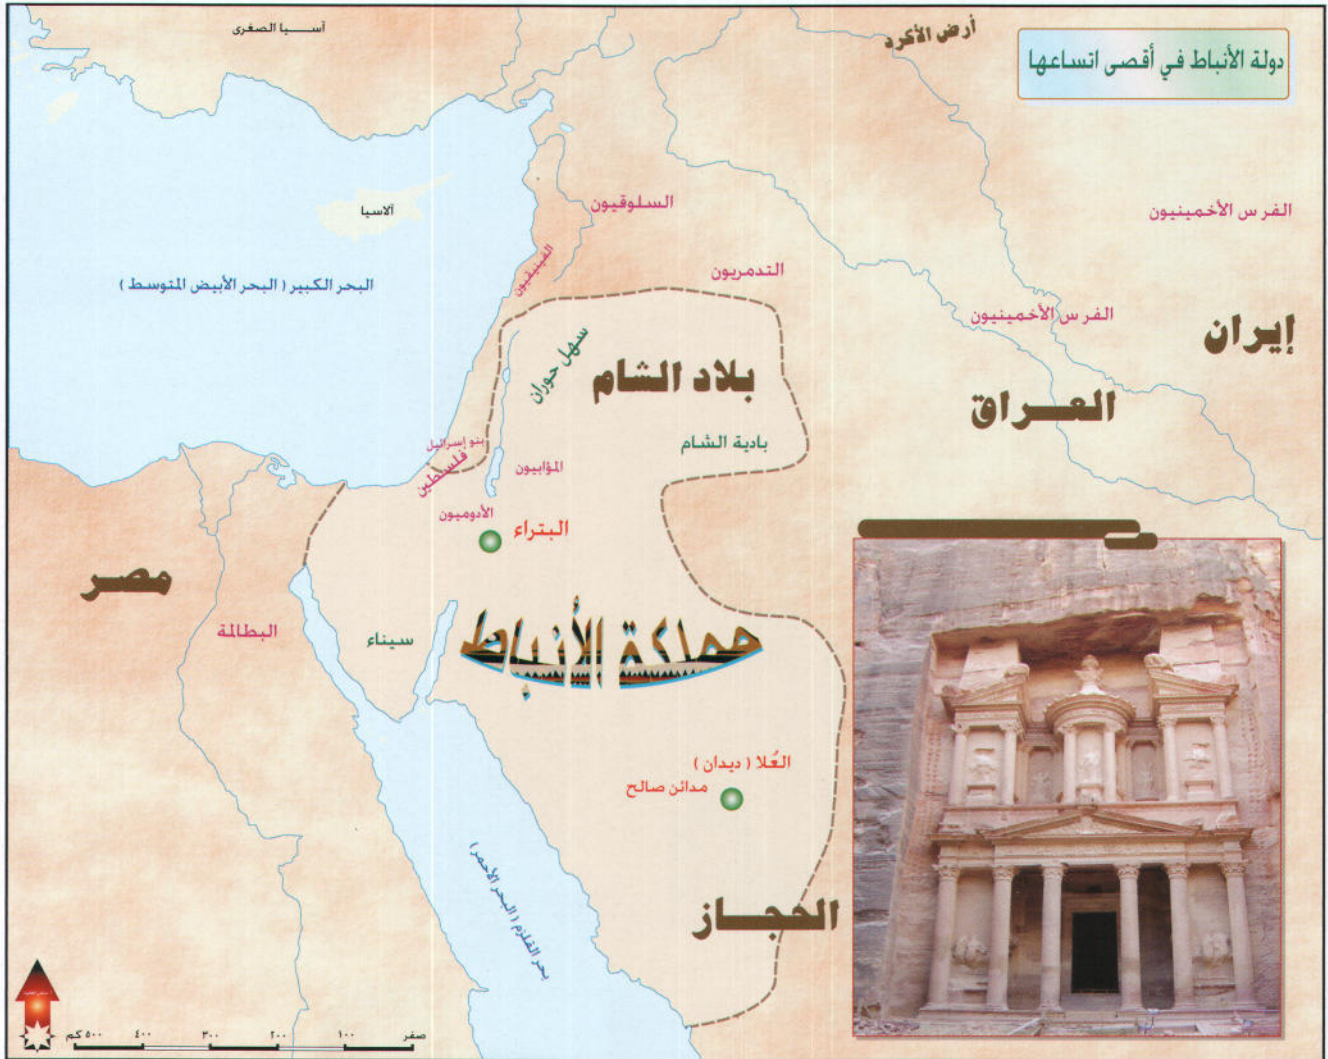 دولة الأنباط في أقصى اتساعها
آسيا الصغرى
أرض الأكرد
السلوقيون
الفرس الأخمينيون
آلاسيا
الفينيقيون
التدمريون
البحر الكبير ( البحر الأبيض المتوسط )
الفرس الأخمينيون
إيران
سهل حوران
بلاد الشام
العراق
بنو إسرائيل
بادية الشام
فلسطين
المؤابيون
الأدوميون
البتراء
مصر
البطالمة
سيناء
مملكة الأنباط
العُلا ( ديدان )
مدائن صالح
بحر القلزم ( البحر الأحمر )
الحجاز
صفر ١٠٠ ٢٠٠ ٣٠٠ ٤٠٠ ٥٠٠ كم